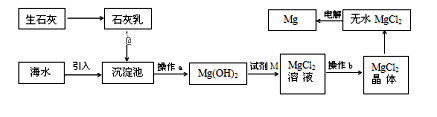 生石灰
石灰乳
Mg
电解
无水 MgCl₂
@
海水
引入
沉淀池
操作 a
Mg(OH)₂
试剂 M
MgCl₂
溶 液
操作 b
MgCl₂
晶 体